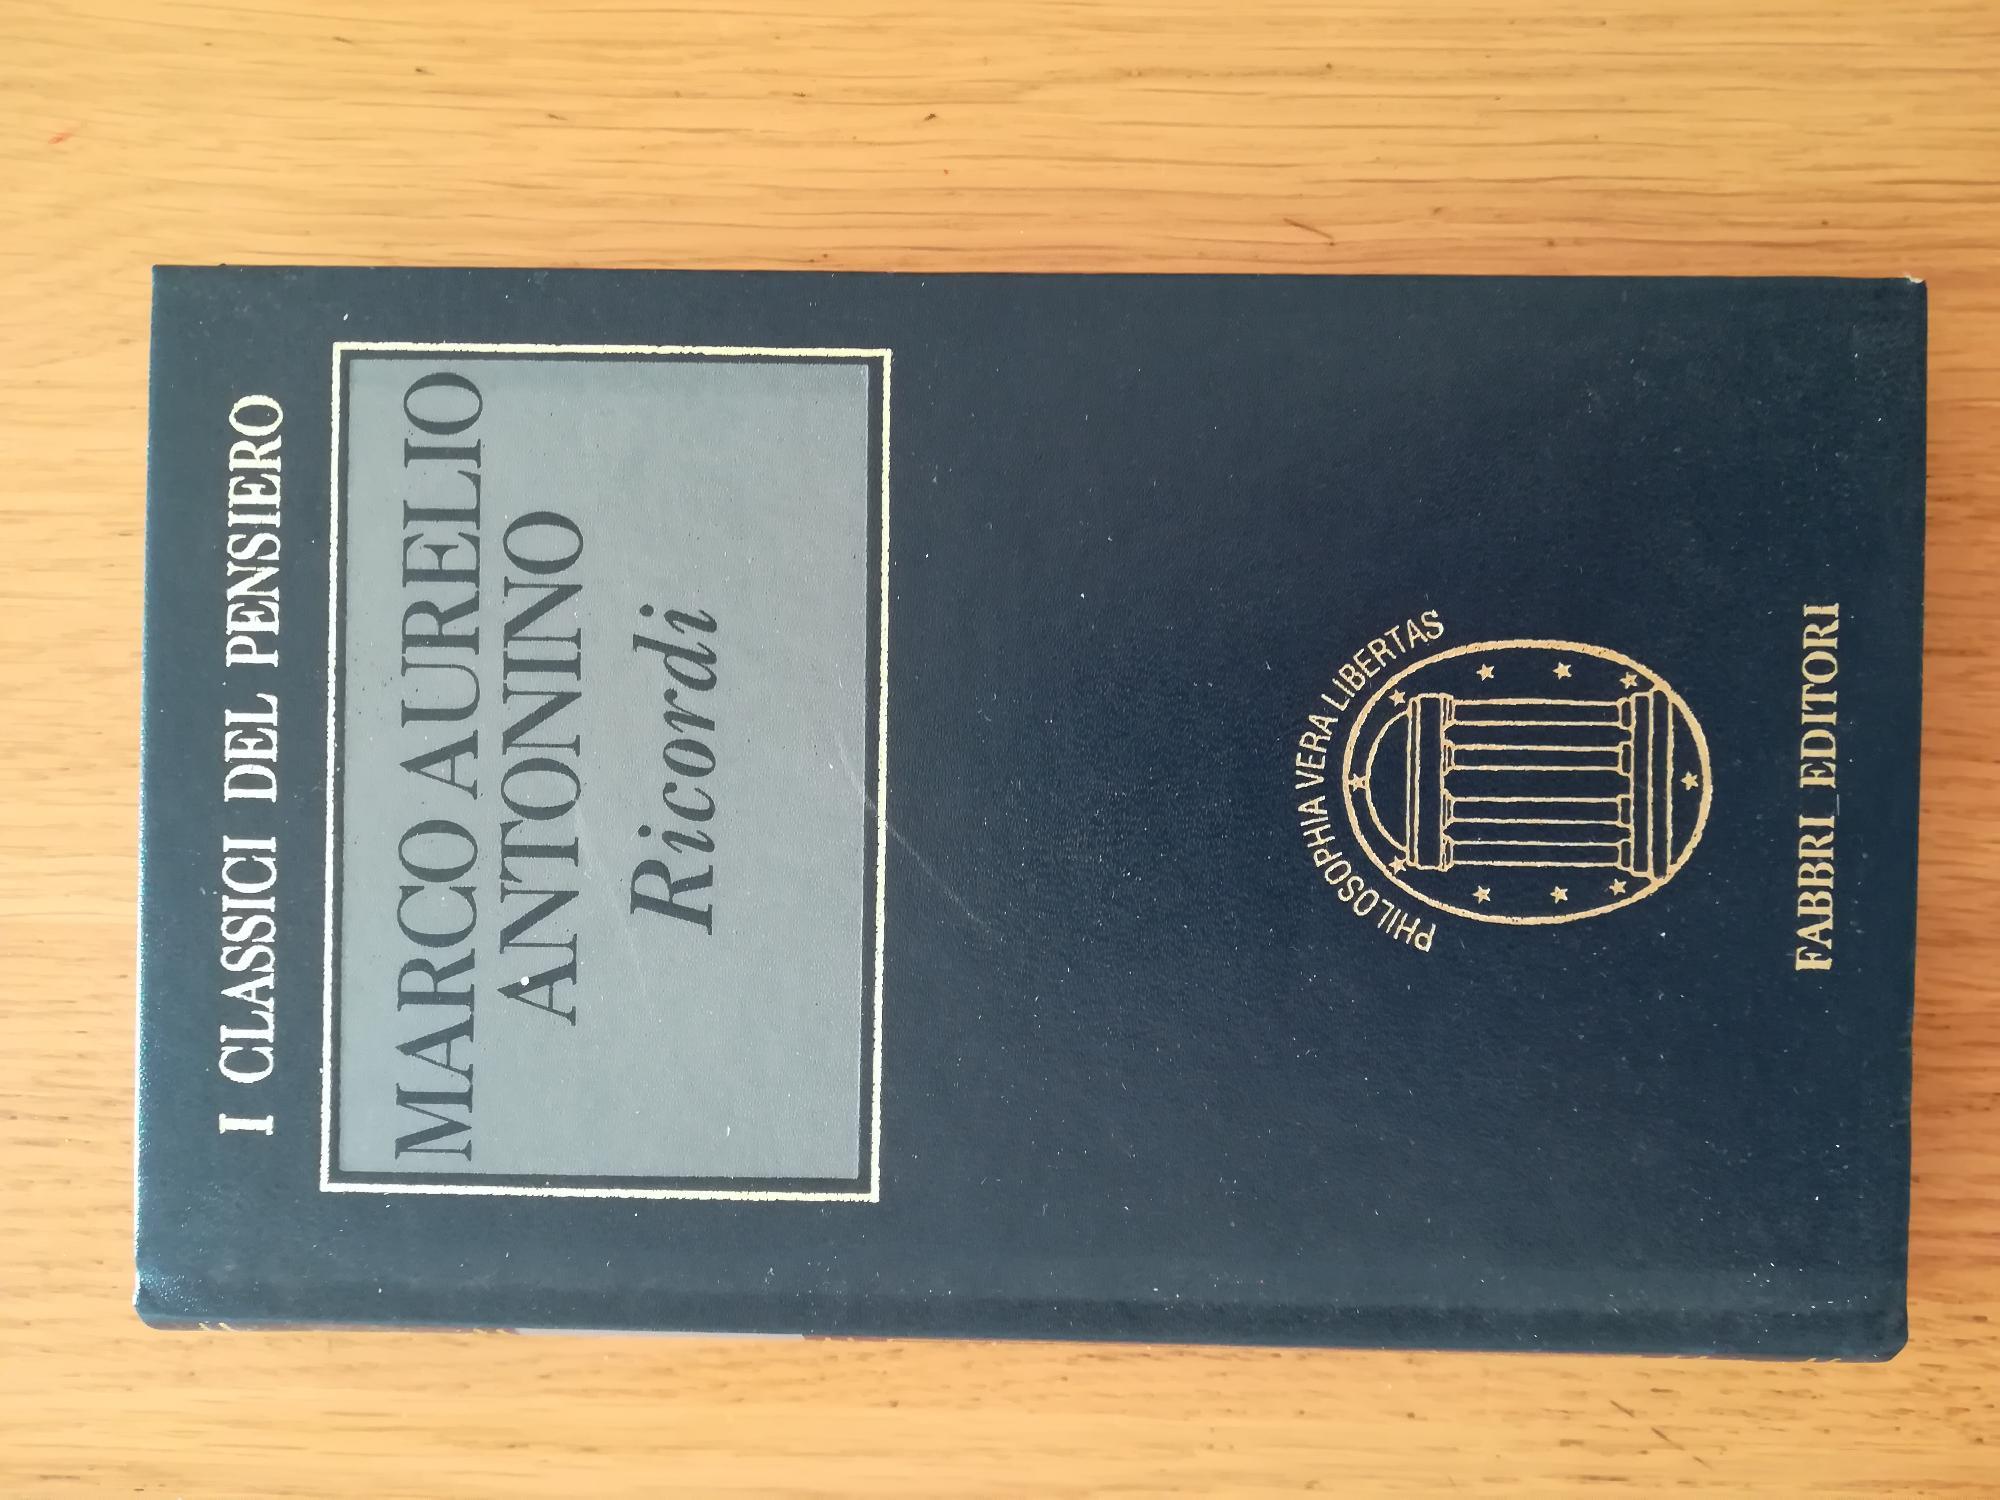 I CLASSICI DEL PENSIERO
MARCO AURELIO
ANTONINO
Ricordi
PHILOSOPHIA VERA LIBERTAS
FABBRI EDITORI